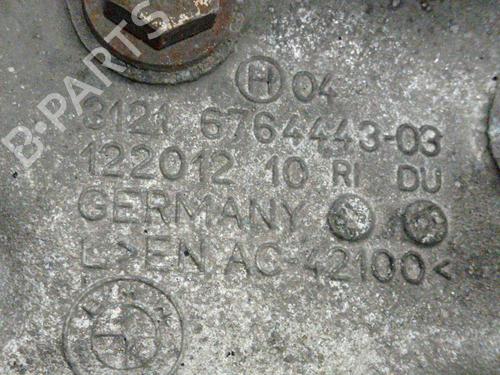 B-PARTS
H 04
3121 6764443-03
122012 10 RI DU
GERMANY
L >EN AC-42100<